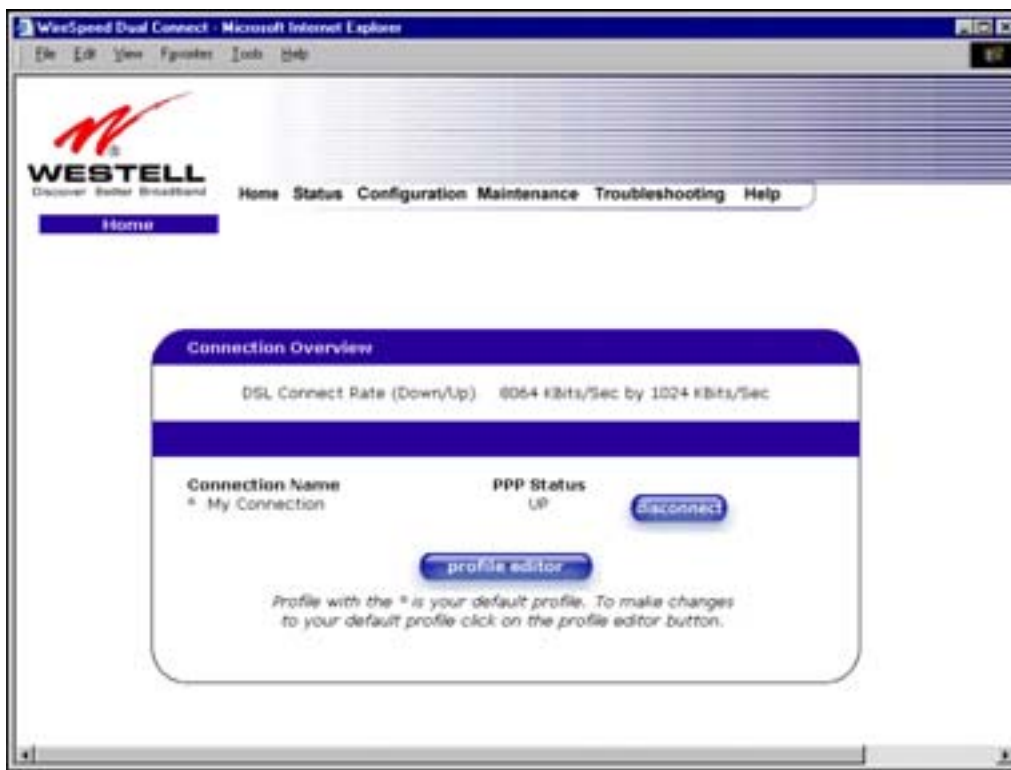 WireSpeed Dual Connect - Microsoft Internet Explorer
File Edit View Favorites Tools Help
WESTELL
Discover Better Broadband
Home Status Configuration Maintenance Troubleshooting Help
Home
Connection Overview
DSL Connect Rate (Down/Up) 8064 KBits/Sec by 1024 KBits/Sec
Connection Name PPP Status
* My Connection UP disconnect
profile editor
Profile with the * is your default profile. To make changes
to your default profile click on the profile editor button.